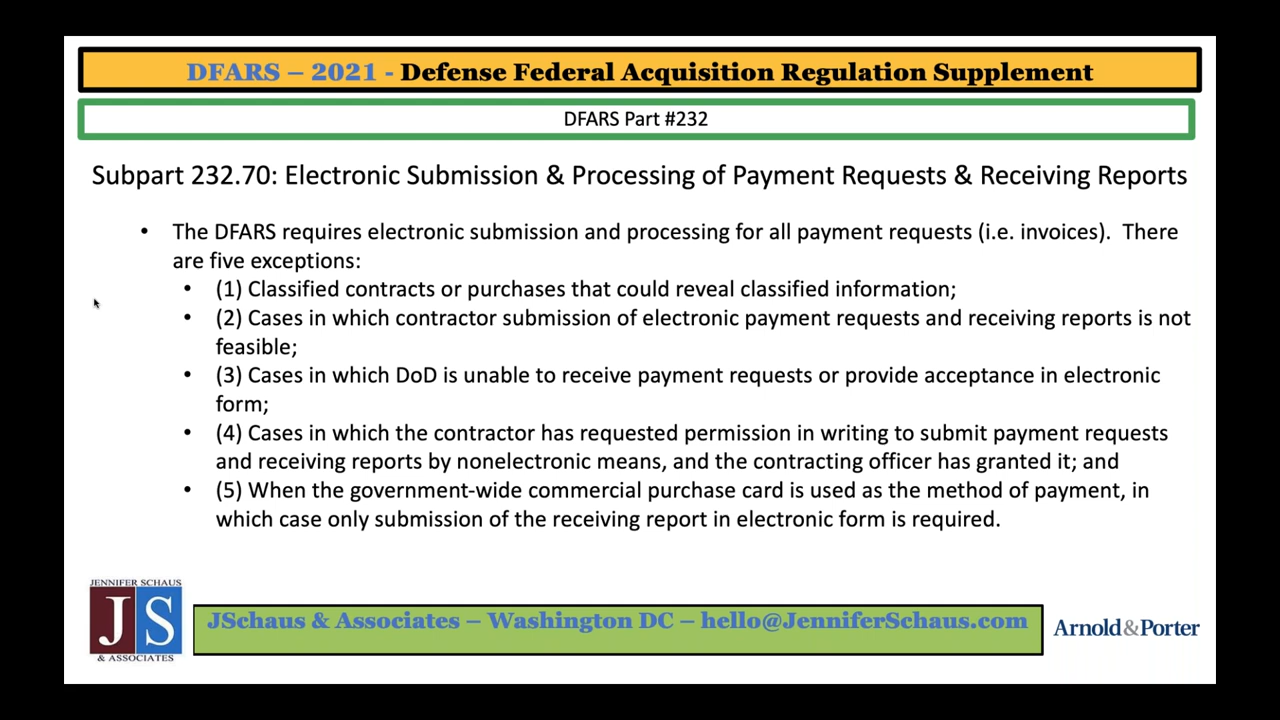 DFARS – 2021 - Defense Federal Acquisition Regulation Supplement
DFARS Part #232
Subpart 232.70: Electronic Submission & Processing of Payment Requests & Receiving Reports
• The DFARS requires electronic submission and processing for all payment requests (i.e. invoices). There
are five exceptions:
• (1) Classified contracts or purchases that could reveal classified information;
• (2) Cases in which contractor submission of electronic payment requests and receiving reports is not
feasible;
• (3) Cases in which DoD is unable to receive payment requests or provide acceptance in electronic
form;
• (4) Cases in which the contractor has requested permission in writing to submit payment requests
and receiving reports by nonelectronic means, and the contracting officer has granted it; and
• (5) When the government-wide commercial purchase card is used as the method of payment, in
which case only submission of the receiving report in electronic form is required.
JENNIFER SCHAUS
JS
& ASSOCIATES
JSchaus & Associates – Washington DC – hello@JenniferSchaus.com
Arnold&Porter